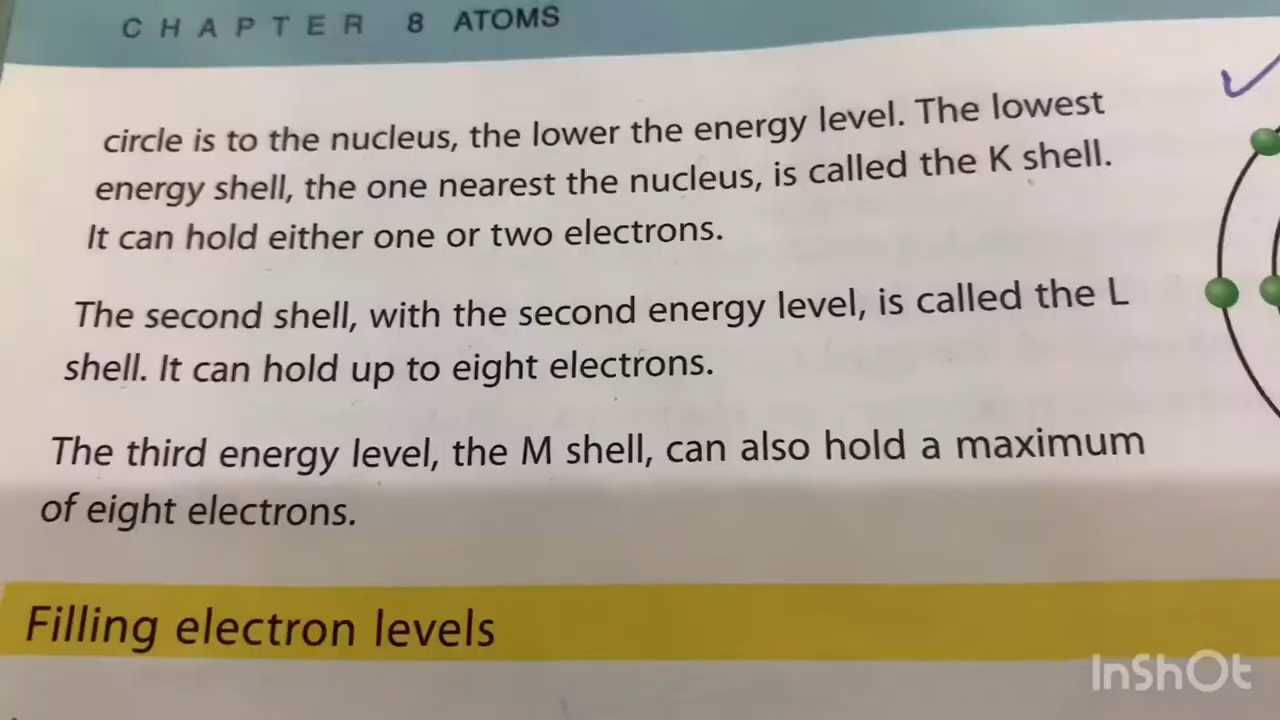 CHAPTER 8 ATOMS
circle is to the nucleus, the lower the energy level. The lowest
energy shell, the one nearest the nucleus, is called the K shell.
It can hold either one or two electrons.
The second shell, with the second energy level, is called the L
shell. It can hold up to eight electrons.
The third energy level, the M shell, can also hold a maximum
of eight electrons.
Filling electron levels
InShOt